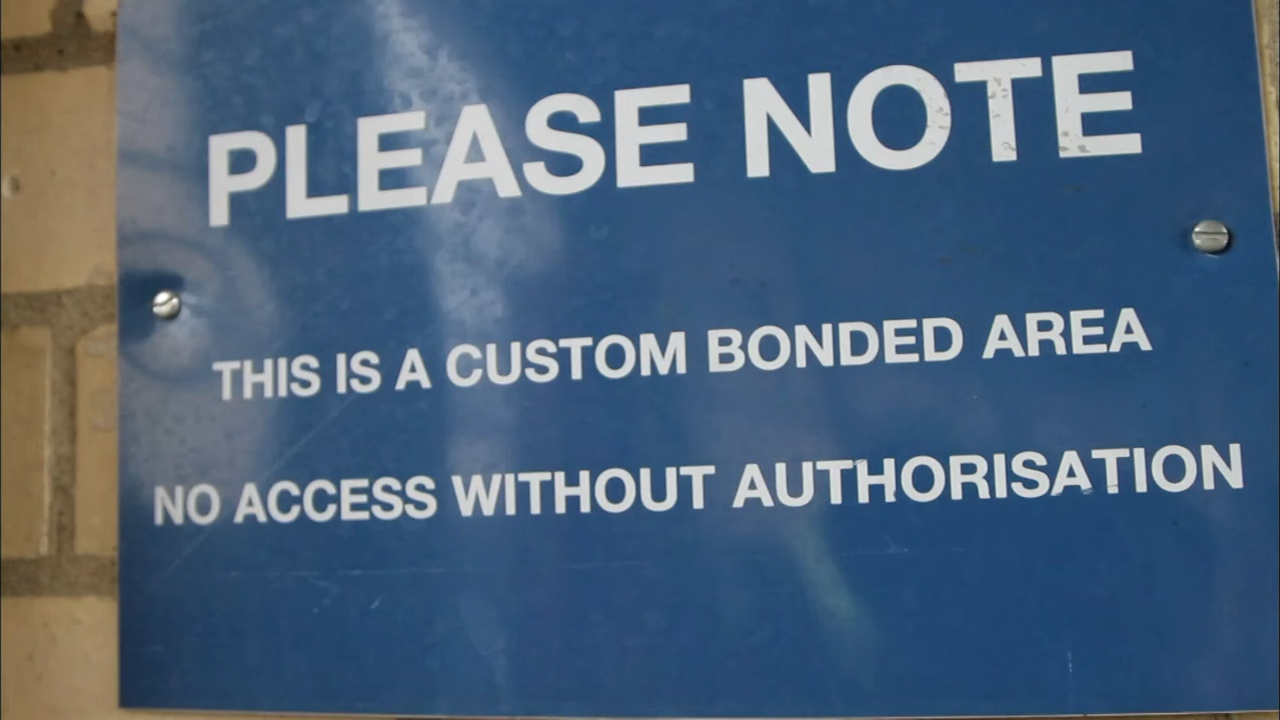 PLEASE NOTE
THIS IS A CUSTOM BONDED AREA
NO ACCESS WITHOUT AUTHORISATION